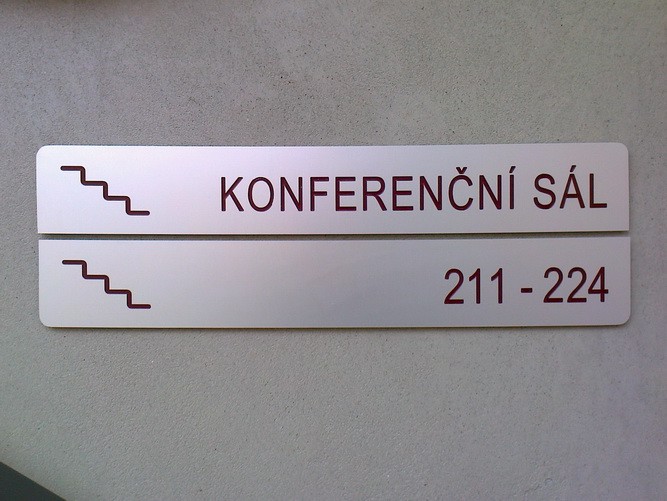 KONFERENČNÍ SÁL
211 - 224